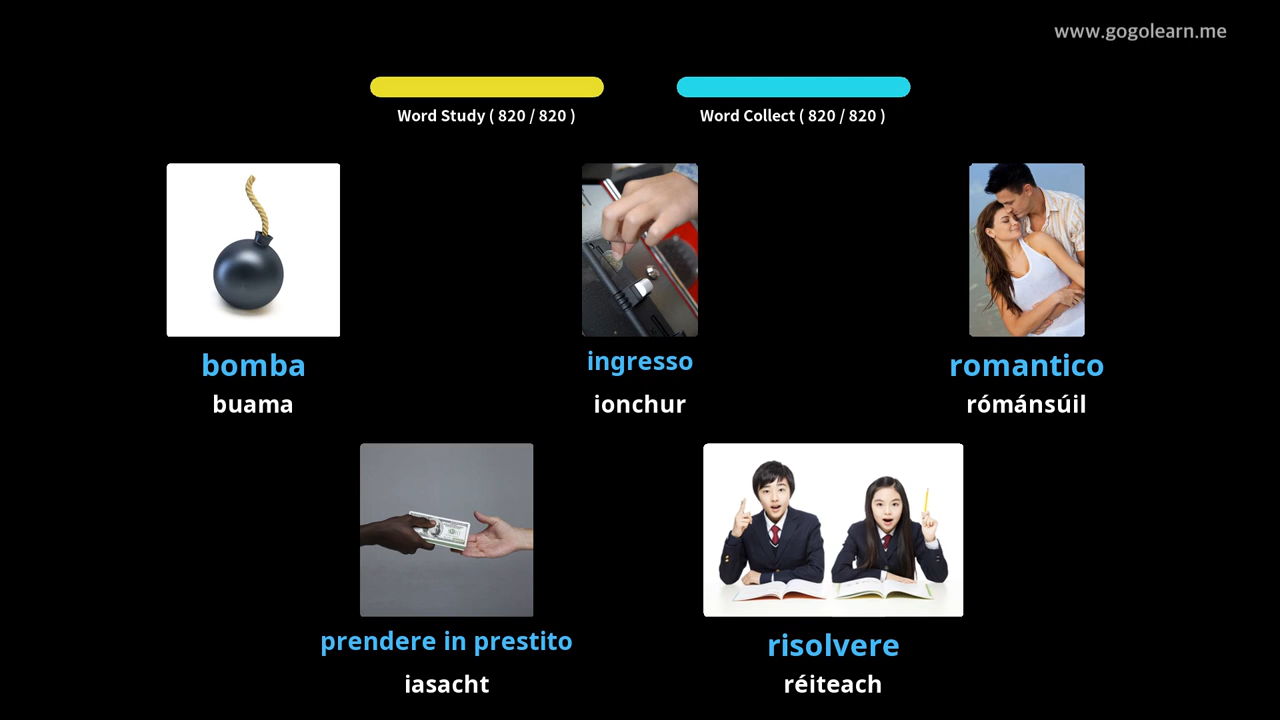 www.gogolearn.me
Word Study ( 820 / 820 )
Word Collect ( 820 / 820 )
bomba
buama
ingresso
ionchur
romantico
rómánsúil
prendere in prestito
iasacht
risolvere
réiteach